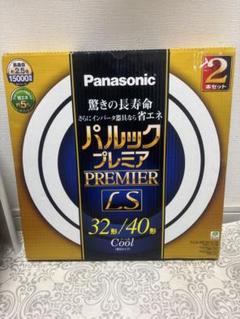 Panasonic
2
本セット
15000
驚きの長寿命
さらにインバータ器具なら省エネ
パルック
プレミア
PREMIER
LS
32形/40形
Cool